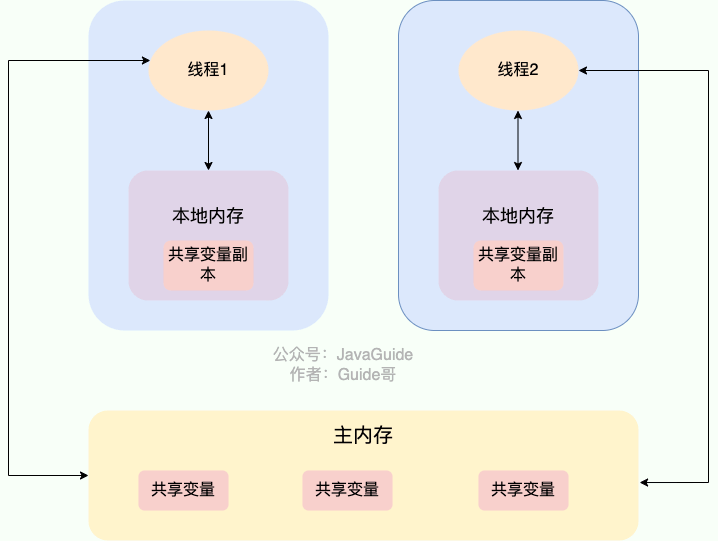 线程1
线程2
本地内存
本地内存
共享变量副
本
共享变量副
本
公众号：JavaGuide
作者：Guide哥
主内存
共享变量
共享变量
共享变量